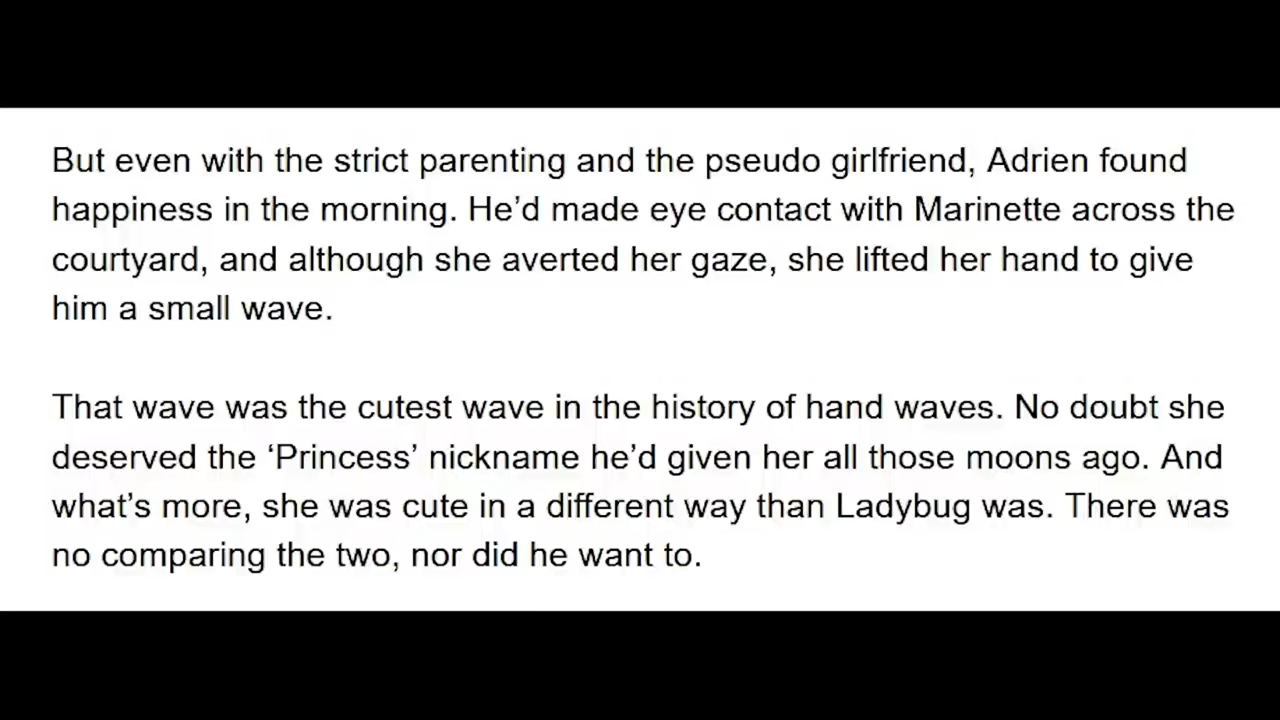 But even with the strict parenting and the pseudo girlfriend, Adrien found
happiness in the morning. He’d made eye contact with Marinette across the
courtyard, and although she averted her gaze, she lifted her hand to give
him a small wave.
That wave was the cutest wave in the history of hand waves. No doubt she
deserved the ‘Princess’ nickname he’d given her all those moons ago. And
what’s more, she was cute in a different way than Ladybug was. There was
no comparing the two, nor did he want to.